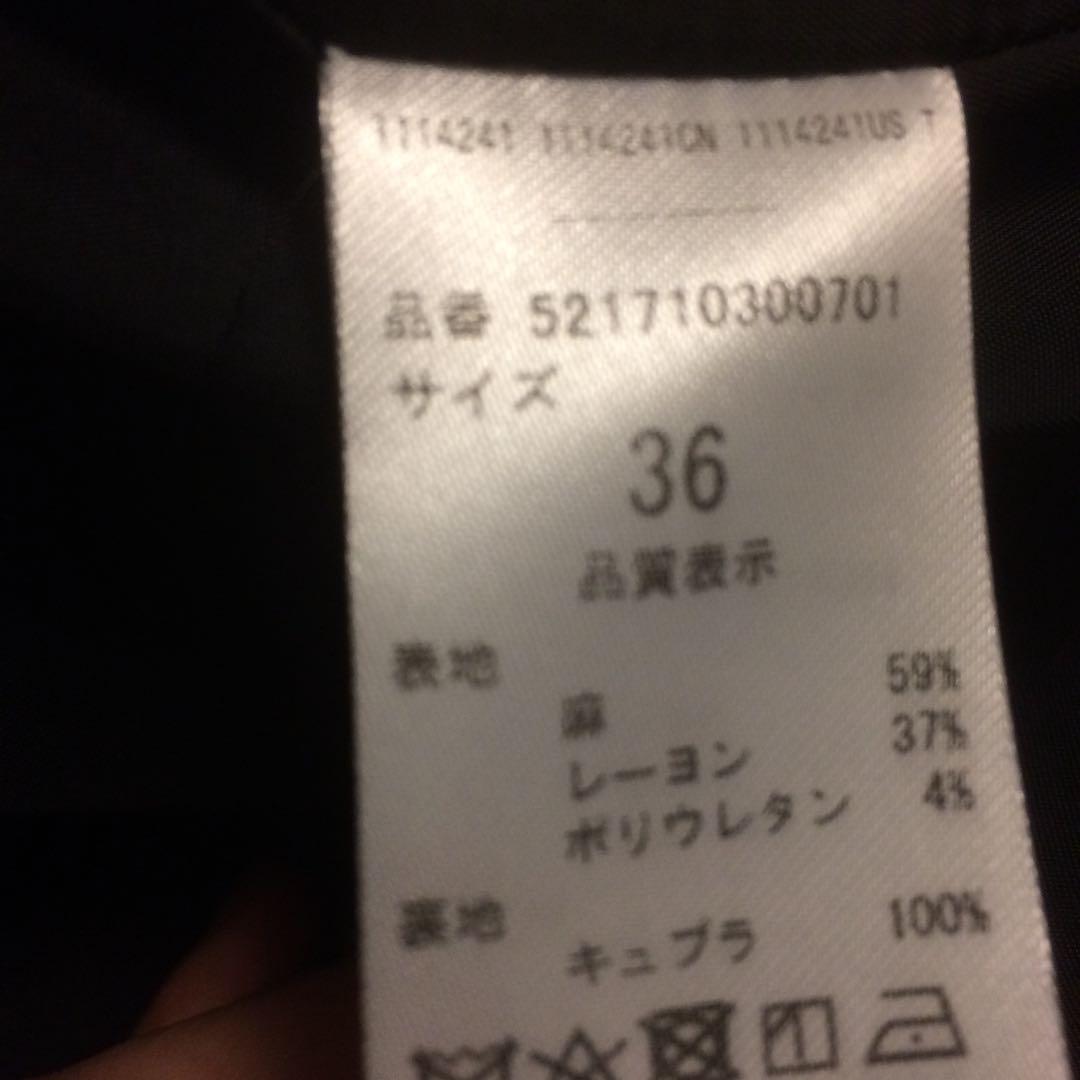 1114241 1114241CN 1114241US T
品番 521710300701
サイズ
36
品質表示
表地
麻 59%
レーヨン 37%
ポリウレタン 4%
裏地
キュプラ 100%